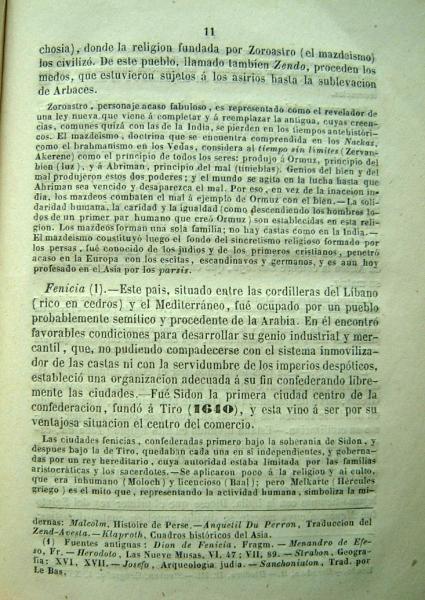 11
chosia), donde la religion fundada por Zoroastro (el mazdeismo)
los civilizó. De este pueblo, llamado tambien Zendo, proceden los
medos, que estuvieron sujetos á los asirios hasta la sublevacion
de Arbaces.
Zoroastro, personaje acaso fabuloso, es representado como el revelador de
una ley nueva que viene á completar y á reemplazar la antigua, cuyas creen-
cias, comunes quizá con las de la India, se pierden en los tiempos antehistóri-
cos. El mazdeismo, doctrina que se encuentra comprendida en los Nackas,
como el brahmanismo en los Vedas, considera al tiempo sin límites (Zervan-
Akerene) como el principio de todos los seres: produjo á Ormuz, principio del
bien (luz), y á Ahriman, principio del mal (tinieblas). Genios del bien y del
mal produjeron estos dos poderes; y el mundo se agita en la lucha hasta que
Ahriman sea vencido y desaparezca el mal. Por eso, en vez de la inaccion in-
dia, los mazdeos combaten el mal á ejemplo de Ormuz con el bien.—La soli-
daridad humana, la caridad y la igualdad (como descendiendo los hombres to-
dos de un primer par humano que creó Ormuz) son establecidas en esta reli-
gion. Los mazdeos forman una sola familia; no hay castas como en la India.—
El mazdeismo constituyó luego el fondo del sincretismo religioso formado por
los persas, fué conocido de los judíos y de los primeros cristianos, penetró
acaso en la Europa con los escitas, escandinavos y germanos, y es aun hoy
profesado en el Asia por los parsis.
Fenicia (1).—Este pais, situado entre las cordilleras del Líbano
(rico en cedros) y el Mediterráneo, fué ocupado por un pueblo
probablemente semítico y procedente de la Arabia. En él encontró
favorables condiciones para desarrollar su genio industrial y mer-
cantil, que, no pudiendo compadecerse con el sistema inmoviliza-
dor de las castas ni con la servidumbre de los imperios despóticos,
estableció una organizacion adecuada á su fin confederando libre-
mente las ciudades.—Fué Sidon la primera ciudad centro de la
confederacion, fundó á Tiro (1640), y esta vino á ser por su
ventajosa situacion el centro del comercio.
Las ciudades fenicias, confederadas primero bajo la soberania de Sidon, y
despues bajo la de Tiro, quedaban cada una en sí independientes, y goberna-
das por un rey hereditario, cuya autoridad estaba limitada por las familias
aristocráticas y los sacerdotes.—Se aplicaron poco á la religion y al culto,
que era inhumano (Moloch) y licencioso (Baal); pero Melkarte (Hércules
griego) es el mito que, representando la actividad humana, simboliza la mi-
dernas: Malcolm, Histoire de Perse.—Anquetil Du Perron, Traduccion del
Zend-Avesta.—Klaproth, Cuadros históricos del Asia.
(1) Fuentes antiguas: Dion de Fenicia, Fragm.—Menandro de Efe-
so, Fr.—Herodoto, Las Nueve Musas, VI, 47; VII, 89.—Strabon, Geogra-
fia; XVI, XVII.—Josefo, Arqueología judía.—Sanchoniaton, Trad. por
Le Bas.